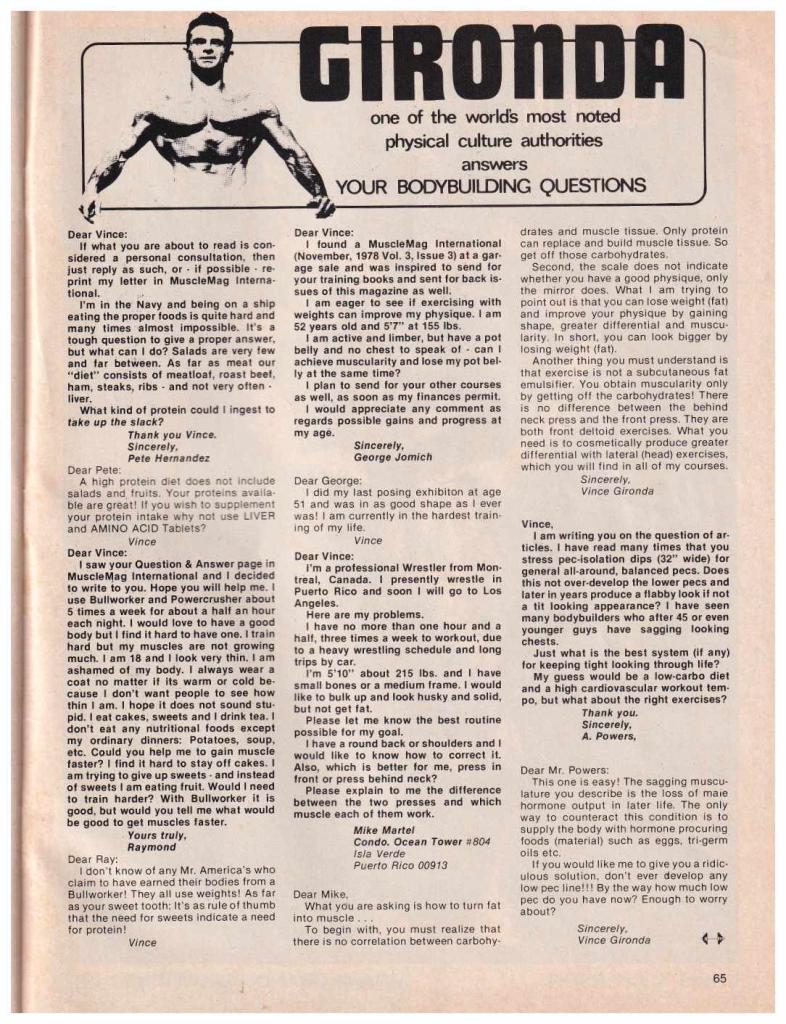 GIRONDA
one of the world's most noted
physical culture authorities
answers
YOUR BODYBUILDING QUESTIONS
Dear Vince:
If what you are about to read is con-
sidered a personal consultation, then
just reply as such, or - if possible - re-
print my letter in MuscleMag Interna-
tional.
I'm in the Navy and being on a ship
eating the proper foods is quite hard and
many times almost impossible. It's a
tough question to give a proper answer,
but what can I do? Salads are very few
and far between. As far as meat our
"diet" consists of meatloaf, roast beef,
ham, steaks, ribs - and not very often -
liver.
What kind of protein could I ingest to
take up the slack?
Thank you Vince.
Sincerely,
Pete Hernandez
Dear Pete:
A high protein diet does not include
salads and fruits. Your proteins availa-
ble are great! If you wish to supplement
your protein intake why not use LIVER
and AMINO ACID Tablets?
Vince
Dear Vince:
I saw your Question & Answer page in
MuscleMag International and I decided
to write to you. Hope you will help me. I
use Bullworker and Powercrusher about
5 times a week for about a half an hour
each night. I would love to have a good
body but I find it hard to have one. I train
hard but my muscles are not growing
much. I am 18 and I look very thin. I am
ashamed of my body. I always wear a
coat no matter if its warm or cold be-
cause I don't want people to see how
thin I am. I hope it does not sound stu-
pid. I eat cakes, sweets and I drink tea. I
don't eat any nutritional foods except
my ordinary dinners: Potatoes, soup,
etc. Could you help me to gain muscle
faster? I find it hard to stay off cakes. I
am trying to give up sweets - and instead
of sweets I am eating fruit. Would I need
to train harder? With Bullworker it is
good, but would you tell me what would
be good to get muscles faster.
Yours truly,
Raymond
Dear Ray:
I don't know of any Mr. America's who
claim to have earned their bodies from a
Bullworker! They all use weights! As far
as your sweet tooth: It's as rule of thumb
that the need for sweets indicate a need
for protein!
Vince
Dear Vince:
I found a MuscleMag International
(November, 1978 Vol. 3, Issue 3) at a gar-
age sale and was inspired to send for
your training books and sent for back is-
sues of this magazine as well.
I am eager to see if exercising with
weights can improve my physique. I am
52 years old and 5'7" at 155 lbs.
I am active and limber, but have a pot
belly and no chest to speak of - can I
achieve muscularity and lose my pot bel-
ly at the same time?
I plan to send for your other courses
as well, as soon as my finances permit.
I would appreciate any comment as
regards possible gains and progress at
my age.
Sincerely,
George Jomich
Dear George:
I did my last posing exhibiton at age
51 and was in as good shape as I ever
was! I am currently in the hardest train-
ing of my life.
Vince
Dear Vince:
I'm a professional Wrestler from Mon-
treal, Canada. I presently wrestle in
Puerto Rico and soon I will go to Los
Angeles.
Here are my problems.
I have no more than one hour and a
half, three times a week to workout, due
to a heavy wrestling schedule and long
trips by car.
I'm 5'10" about 215 lbs. and I have
small bones or a medium frame. I would
like to bulk up and look husky and solid,
but not get fat.
Please let me know the best routine
possible for my goal.
I have a round back or shoulders and I
would like to know how to correct it.
Also, which is better for me, press in
front or press behind neck?
Please explain to me the difference
between the two presses and which
muscle each of them work.
Mike Martel
Condo. Ocean Tower #804
Isla Verde
Puerto Rico 00913
Dear Mike,
What you are asking is how to turn fat
into muscle . . .
To begin with, you must realize that
there is no correlation between carbohy-
drates and muscle tissue. Only protein
can replace and build muscle tissue. So
get off those carbohydrates.
Second, the scale does not indicate
whether you have a good physique, only
the mirror does. What I am trying to
point out is that you can lose weight (fat)
and improve your physique by gaining
shape, greater differential and muscu-
larity. In short, you can look bigger by
losing weight (fat).
Another thing you must understand is
that exercise is not a subcutaneous fat
emulsifier. You obtain muscularity only
by getting off the carbohydrates! There
is no difference between the behind
neck press and the front press. They are
both front deltoid exercises. What you
need is to cosmetically produce greater
differential with lateral (head) exercises,
which you will find in all of my courses.
Sincerely,
Vince Gironda
Vince,
I am writing you on the question of ar-
ticles. I have read many times that you
stress pec-isolation dips (32" wide) for
general all-around, balanced pecs. Does
this not over-develop the lower pecs and
later in years produce a flabby look if not
a tit looking appearance? I have seen
many bodybuilders who after 45 or even
younger guys have sagging looking
chests.
Just what is the best system (if any)
for keeping tight looking through life?
My guess would be a low-carbo diet
and a high cardiovascular workout tem-
po, but what about the right exercises?
Thank you.
Sincerely,
A. Powers,
Dear Mr. Powers:
This one is easy! The sagging muscu-
lature you describe is the loss of male
hormone output in later life. The only
way to counteract this condition is to
supply the body with hormone procuring
foods (material) such as eggs, tri-germ
oils etc.
If you would like me to give you a ridic-
ulous solution, don't ever develop any
low pec line!!! By the way how much low
pec do you have now? Enough to worry
about?
Sincerely,
Vince Gironda
65